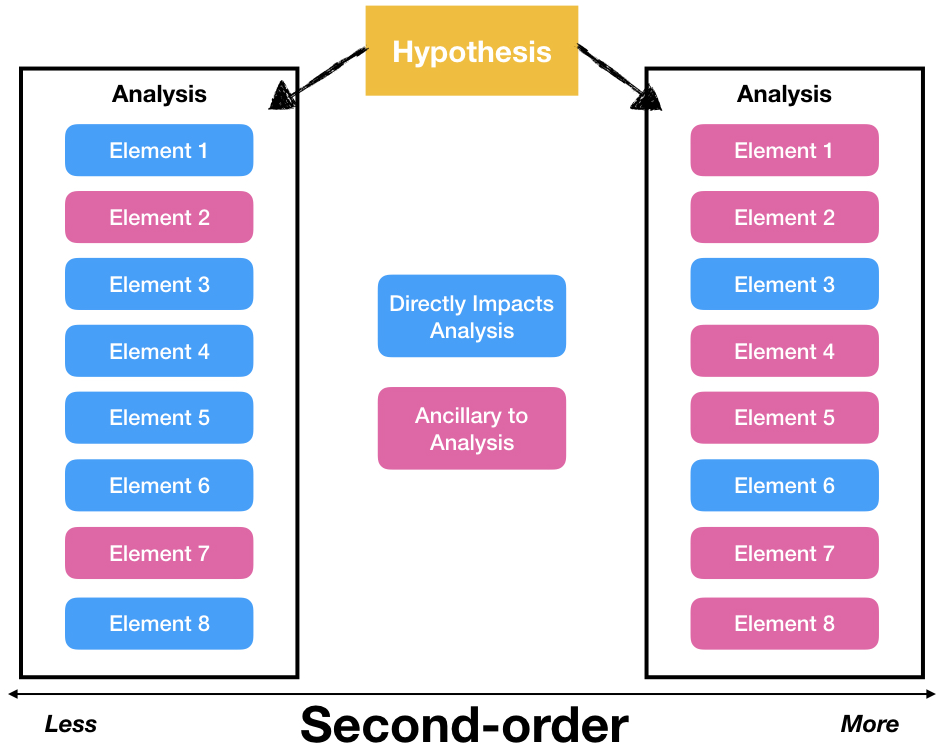 Hypothesis
Analysis
Element 1
Element 2
Element 3
Element 4
Element 5
Element 6
Element 7
Element 8
Directly Impacts
Analysis
Ancillary to
Analysis
Analysis
Element 1
Element 2
Element 3
Element 4
Element 5
Element 6
Element 7
Element 8
Less
Second-order
More